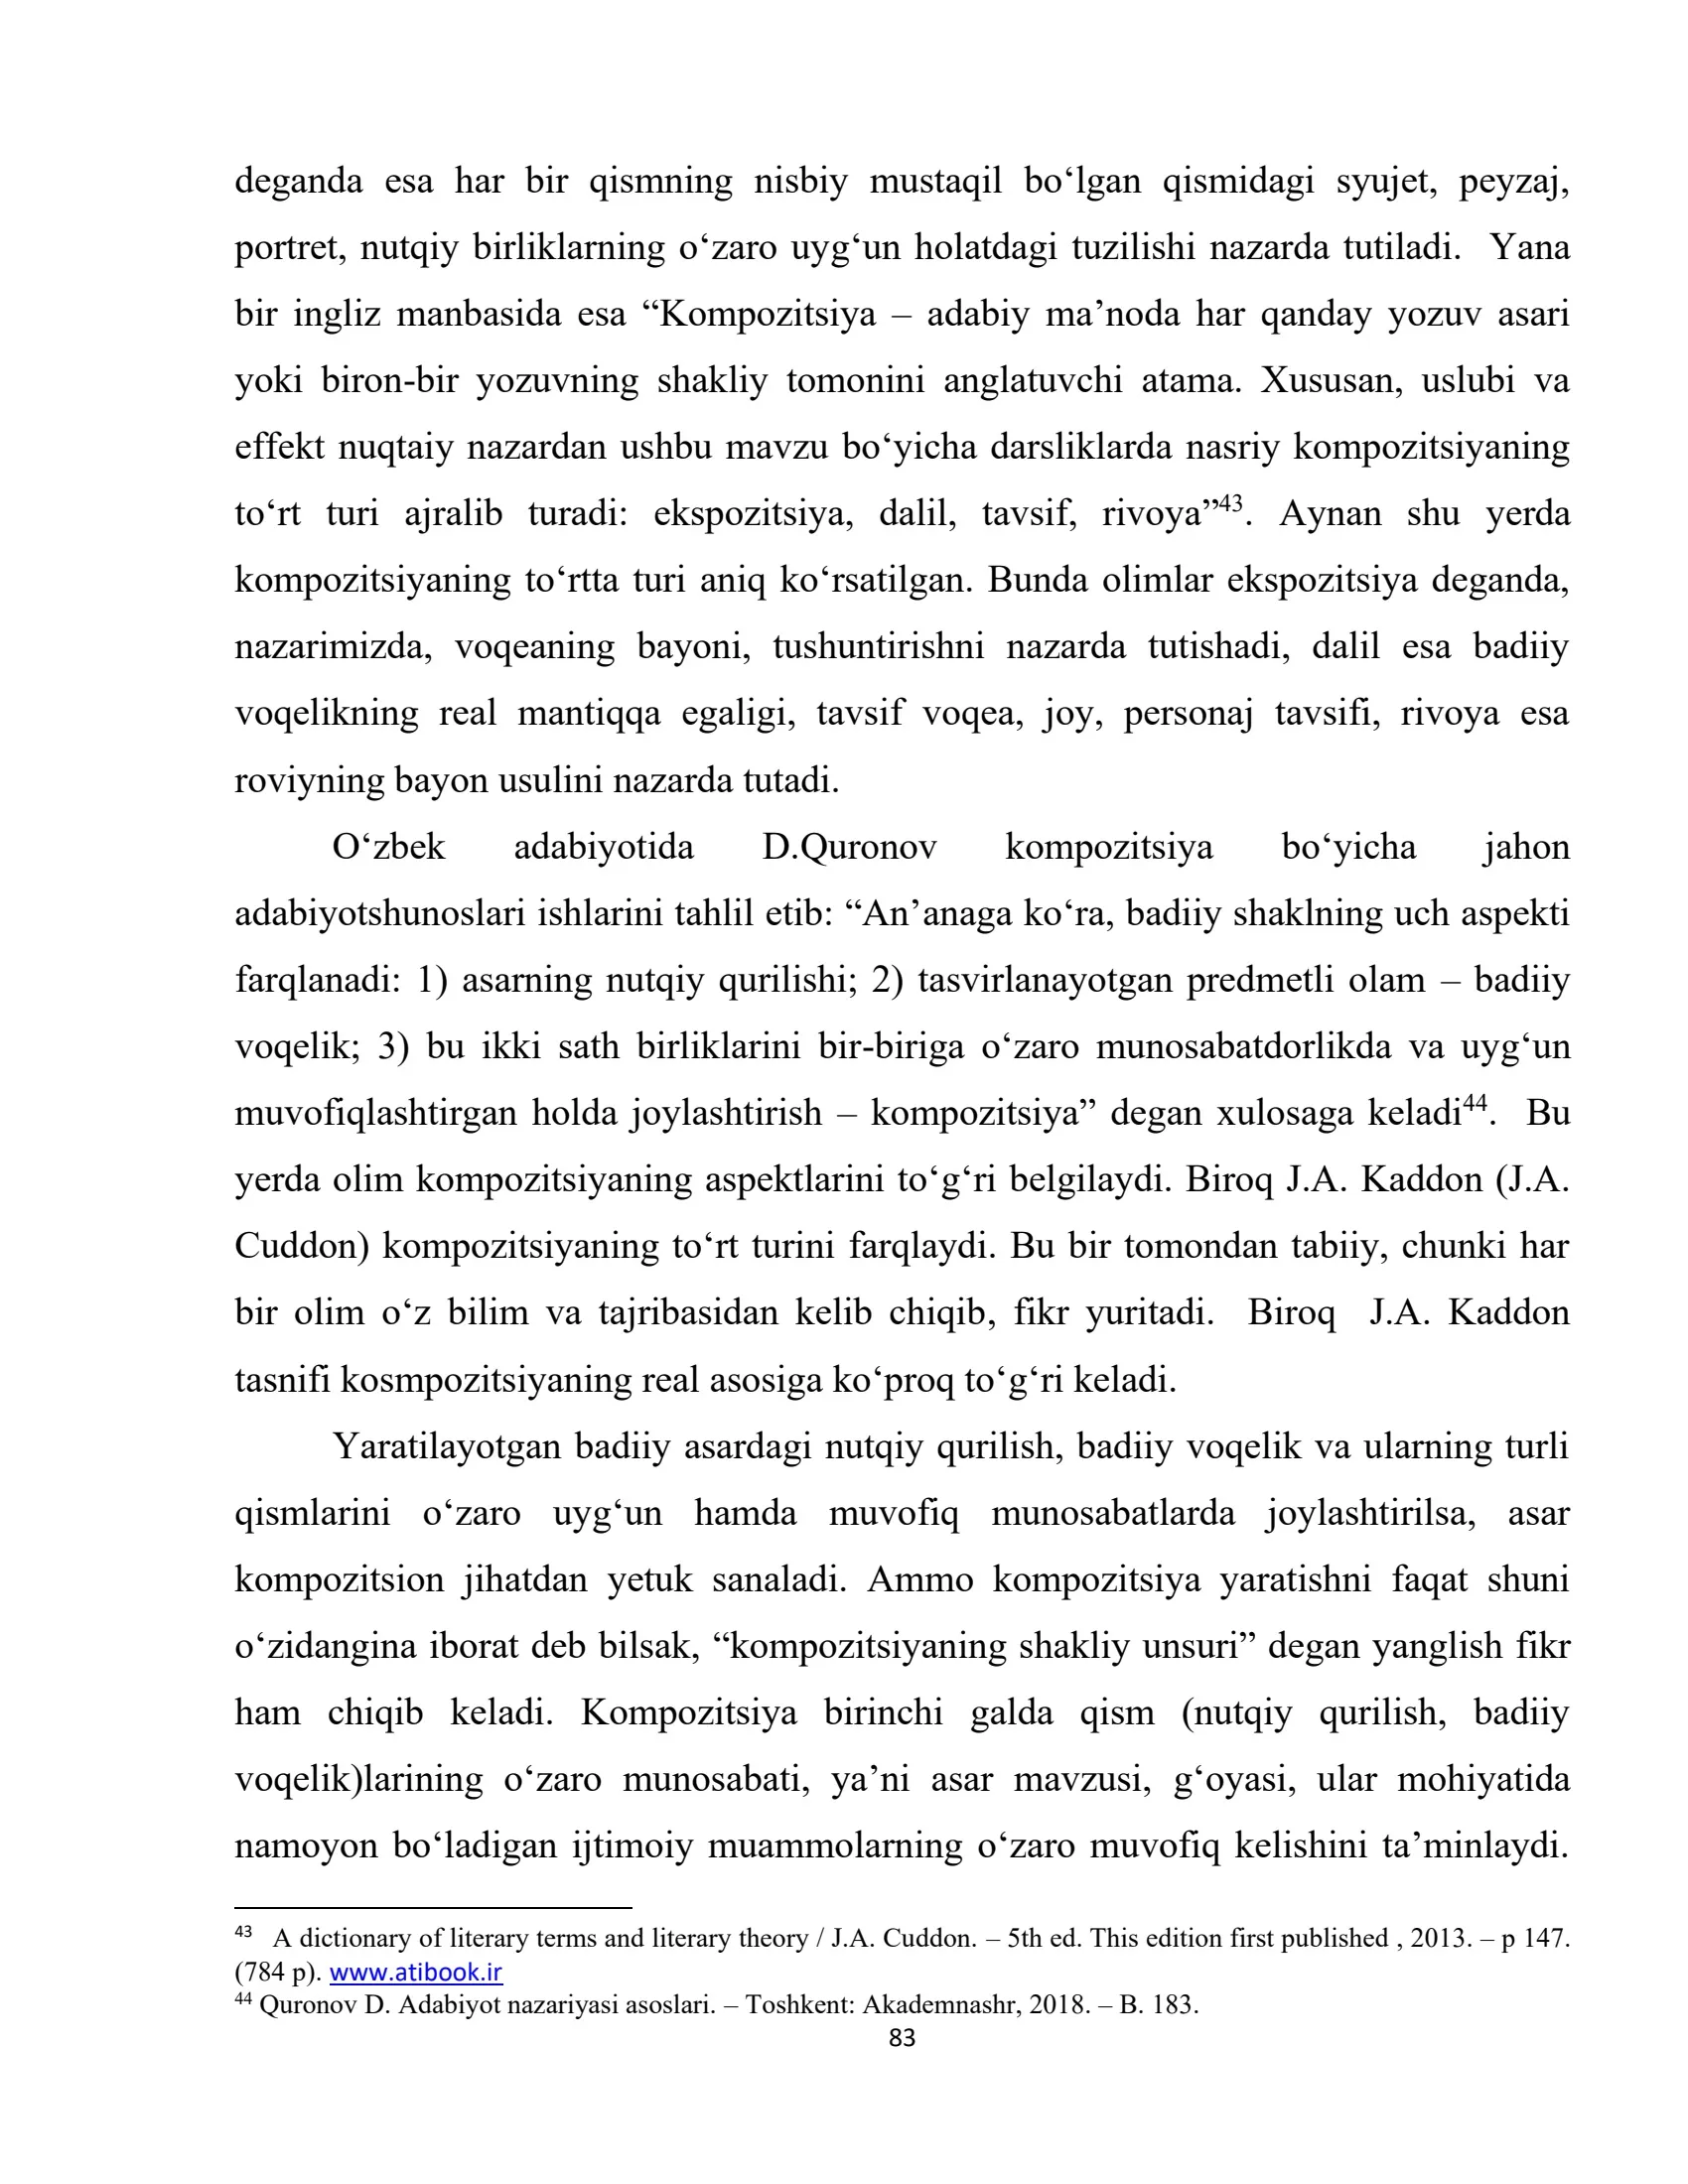 deganda esa har bir qismning nisbiy mustaqil bo‘lgan qismidagi syujet, peyzaj,
portret, nutqiy birliklarning o‘zaro uyg‘un holatdagi tuzilishi nazarda tutiladi.  Yana
bir ingliz manbasida esa “Kompozitsiya – adabiy ma’noda har qanday yozuv asari
yoki biron-bir yozuvning shakliy tomonini anglatuvchi atama. Xususan, uslubi va
effekt nuqtaiy nazardan ushbu mavzu bo‘yicha darsliklarda nasriy kompozitsiyaning
to‘rt turi ajralib turadi: ekspozitsiya, dalil, tavsif, rivoya”43. Aynan shu yerda
kompozitsiyaning to‘rtta turi aniq ko‘rsatilgan. Bunda olimlar ekspozitsiya deganda,
nazarimizda, voqeaning bayoni, tushuntirishni nazarda tutishadi, dalil esa badiiy
voqelikning real mantiqqa egaligi, tavsif voqea, joy, personaj tavsifi, rivoya esa
roviyning bayon usulini nazarda tutadi.
O‘zbek adabiyotida D.Quronov kompozitsiya bo‘yicha jahon
adabiyotshunoslari ishlarini tahlil etib: “An’anaga ko‘ra, badiiy shaklning uch aspekti
farqlanadi: 1) asarning nutqiy qurilishi; 2) tasvirlanayotgan predmetli olam – badiiy
voqelik; 3) bu ikki sath birliklarini bir-biriga o‘zaro munosabatdorlikda va uyg‘un
muvofiqlashtirgan holda joylashtirish – kompozitsiya” degan xulosaga keladi44.  Bu
yerda olim kompozitsiyaning aspektlarini to‘g‘ri belgilaydi. Biroq J.A. Kaddon (J.A.
Cuddon) kompozitsiyaning to‘rt turini farqlaydi. Bu bir tomondan tabiiy, chunki har
bir olim o‘z bilim va tajribasidan kelib chiqib, fikr yuritadi.  Biroq  J.A. Kaddon
tasnifi kosmpozitsiyaning real asosiga ko‘proq to‘g‘ri keladi.
Yaratilayotgan badiiy asardagi nutqiy qurilish, badiiy voqelik va ularning turli
qismlarini o‘zaro uyg‘un hamda muvofiq munosabatlarda joylashtirilsa, asar
kompozitsion jihatdan yetuk sanaladi. Ammo kompozitsiya yaratishni faqat shuni
o‘zidangina iborat deb bilsak, “kompozitsiyaning shakliy unsuri” degan yanglish fikr
ham chiqib keladi. Kompozitsiya birinchi galda qism (nutqiy qurilish, badiiy
voqelik)larining o‘zaro munosabati, ya’ni asar mavzusi, g‘oyasi, ular mohiyatida
namoyon bo‘ladigan ijtimoiy muammolarning o‘zaro muvofiq kelishini ta’minlaydi.
43  A dictionary of literary terms and literary theory / J.A. Cuddon. – 5th ed. This edition first published , 2013. – p 147.
(784 p). www.atibook.ir
44 Quronov D. Adabiyot nazariyasi asoslari. – Toshkent: Akademnashr, 2018. – B. 183.
83